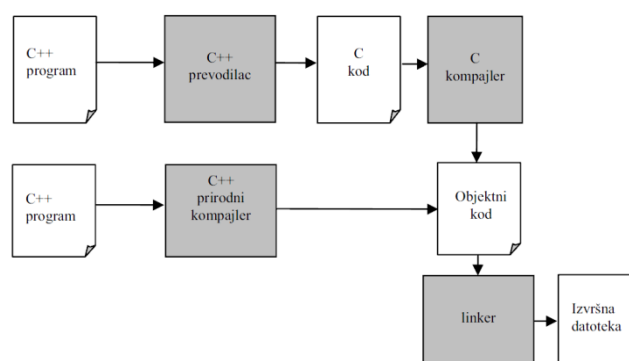 C++
program
C++
prevodilac
C
kod
C
kompajler
C++
program
C++
prirodni
kompajler
Objektni
kod
linker
Izvršna
datoteka